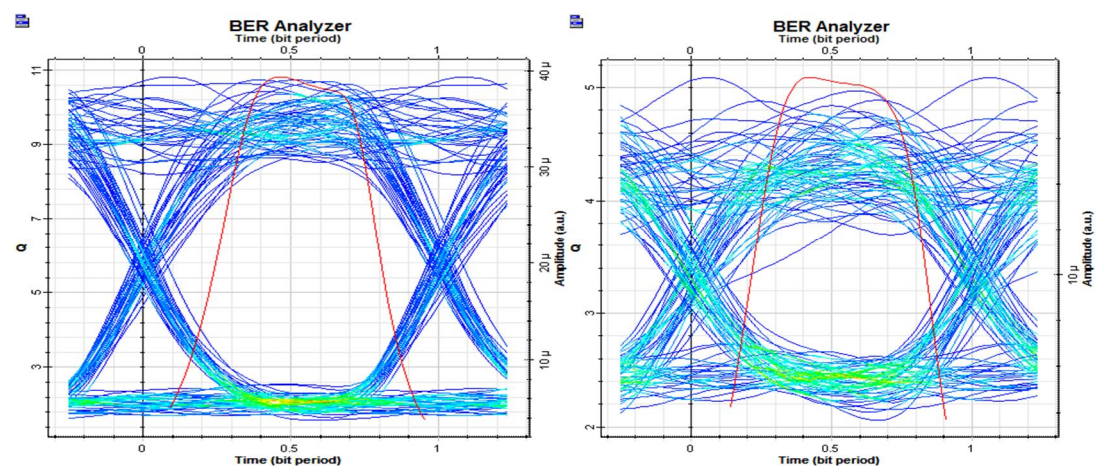 BER Analyzer
Time (bit period)
0 0.5 1
11
9
7
5
3
Q
40 µ
30 µ
20 µ
10 µ
Amplitude (a.u.)
0 0.5 1
Time (bit period)
BER Analyzer
Time (bit period)
0 0.5 1
5
4
3
2
Q
10 µ
Amplitude (a.u.)
0 0.5 1
Time (bit period)